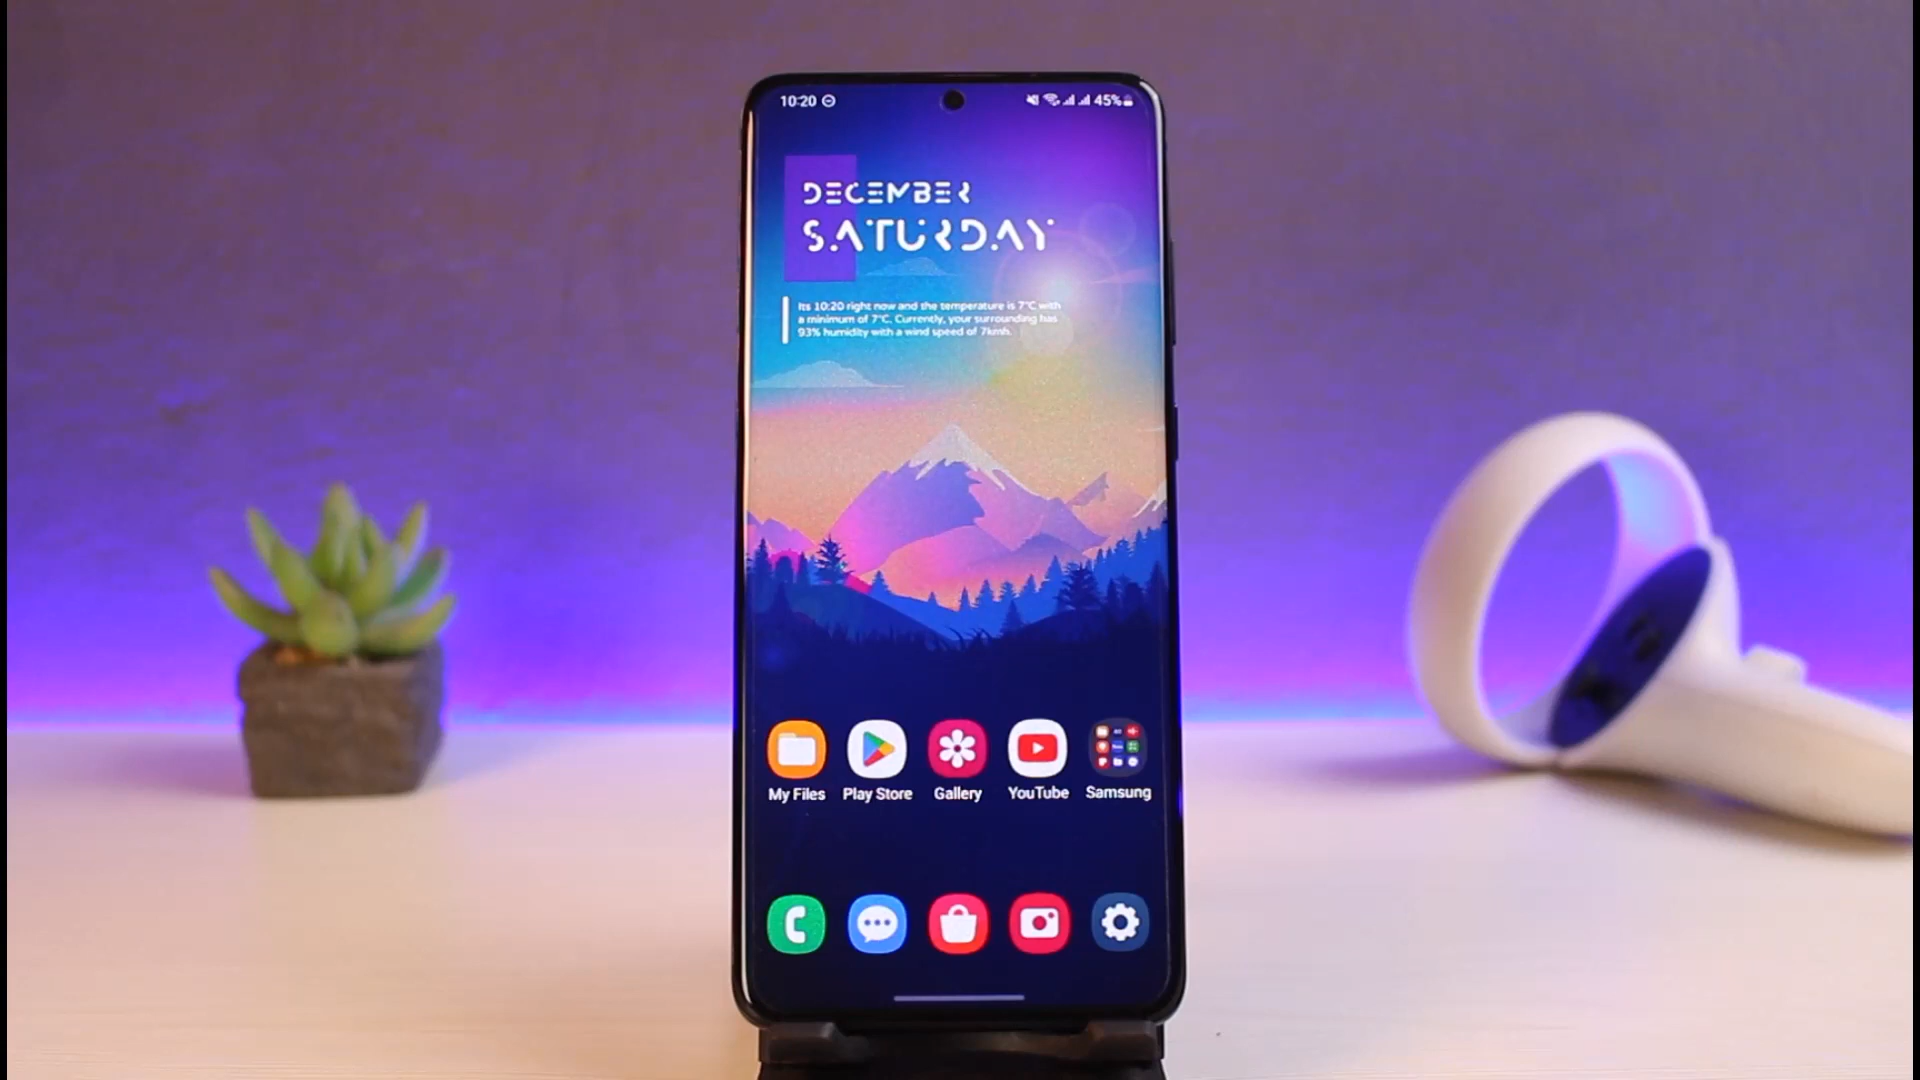 10:20
45%
DECEMBER
SATURDAY
Its 10:20 right now and the temperature is 7°C with
a minimum of 7°C. Currently, your surrounding has
93% humidity with a wind speed of 7kmh.
My Files
Play Store
Gallery
YouTube
Samsung